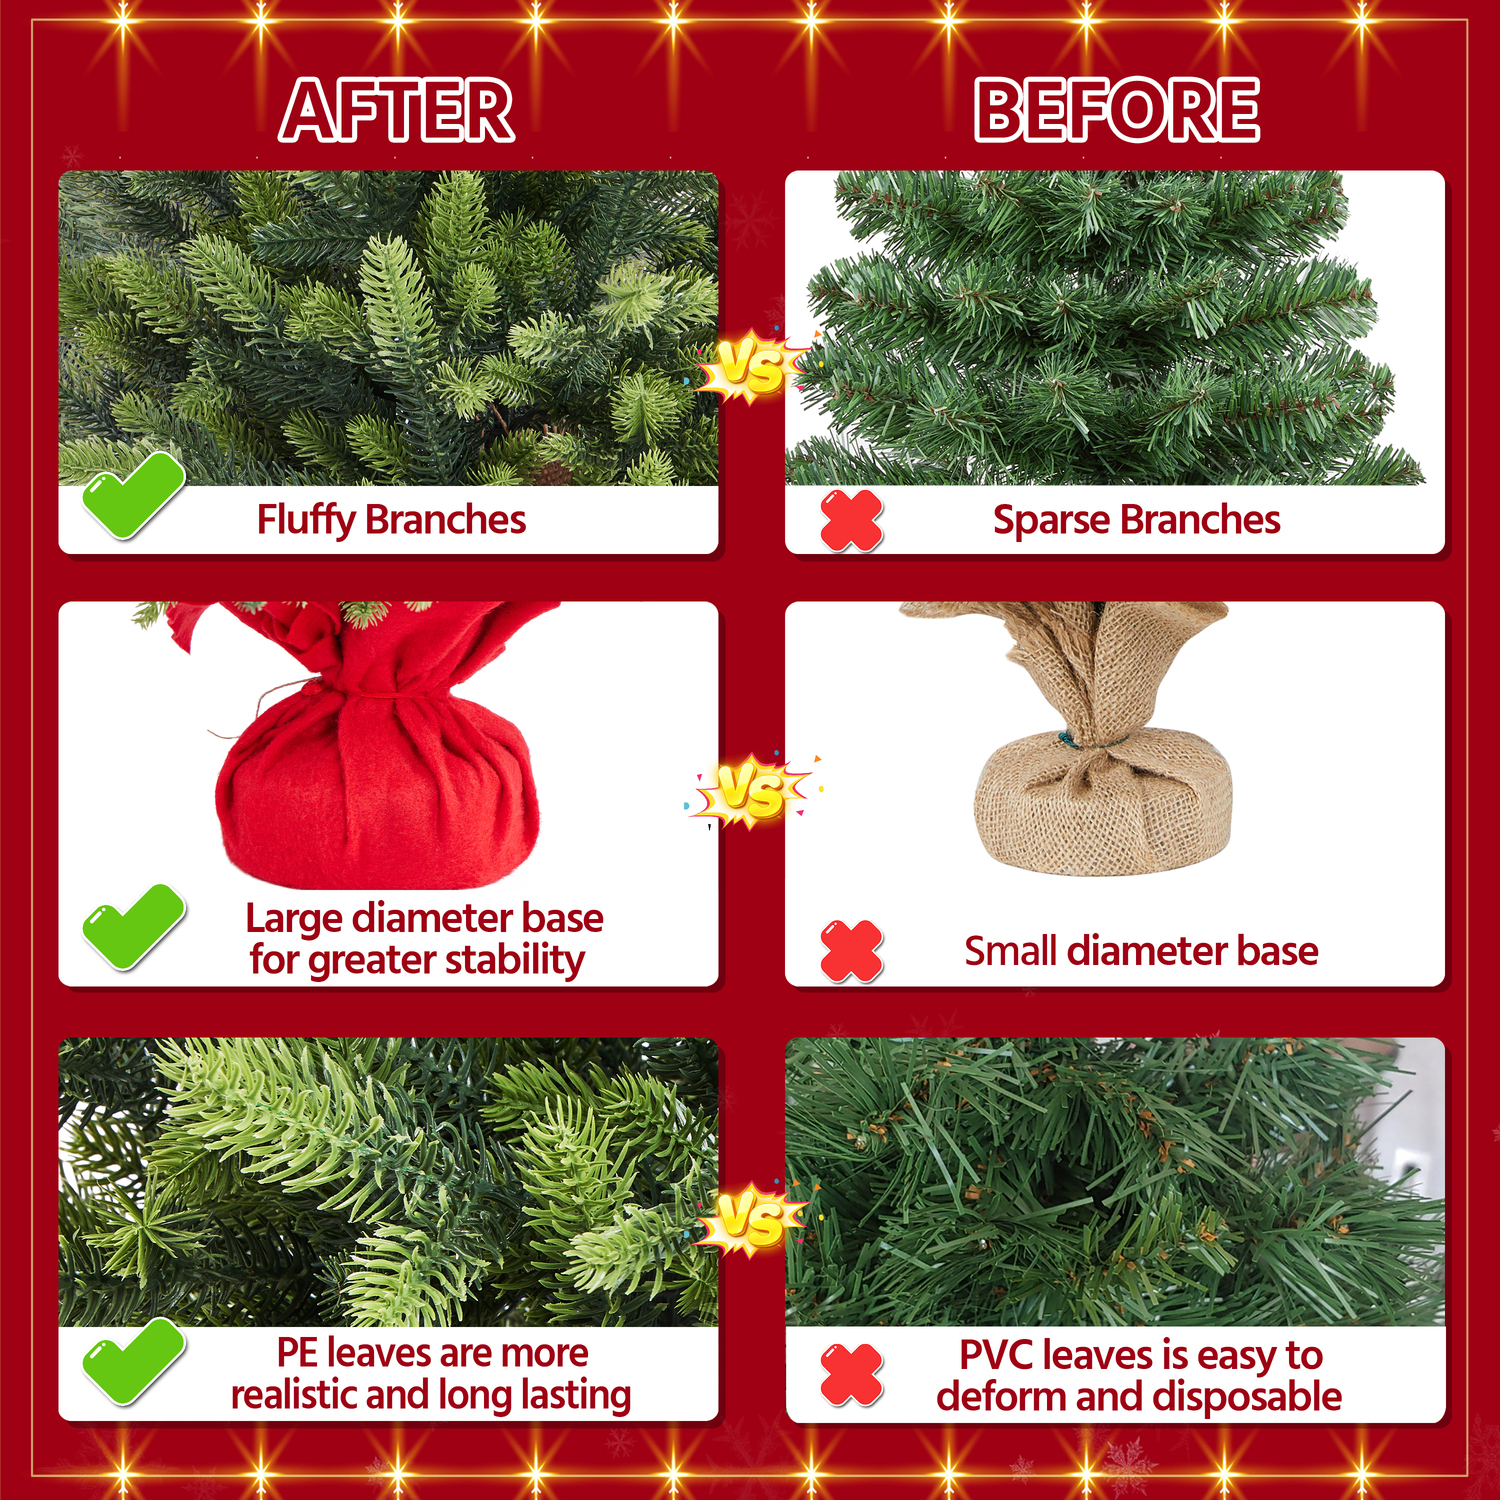 AFTER
BEFORE
VS
Fluffy Branches
Sparse Branches
VS
Large diameter base
for greater stability
Small diameter base
VS
PE leaves are more
realistic and long lasting
PVC leaves is easy to
deform and disposable